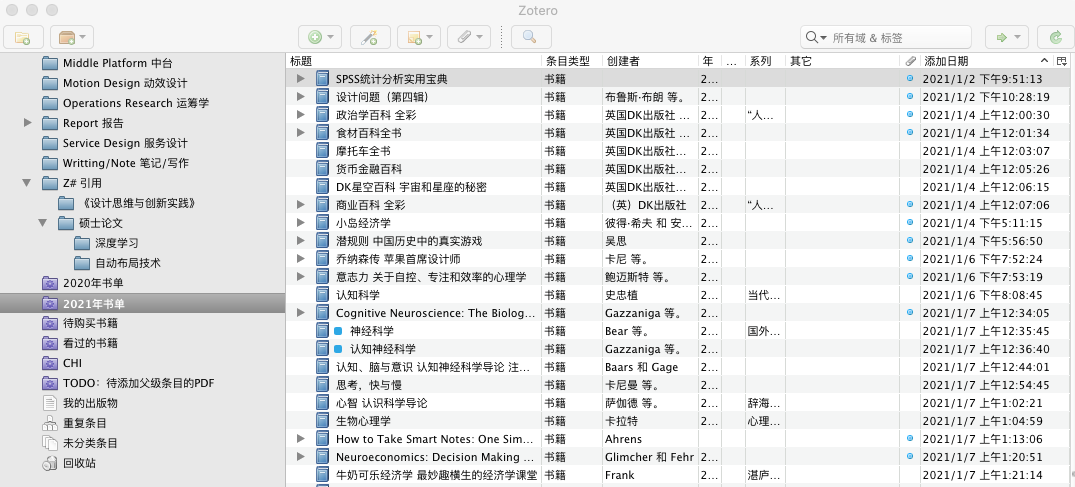 Zotero
所有域 & 标签
Middle Platform 中台
Motion Design 动效设计
Operations Research 运筹学
Report 报告
Service Design 服务设计
Writting/Note 笔记/写作
Z# 引用
《设计思维与创新实践》
硕士论文
深度学习
自动布局技术
2020年书单
2021年书单
待购买书籍
看过的书籍
CHI
TODO：待添加父级条目的PDF
我的出版物
重复条目
未分类条目
回收站
标题 条目类型 创建者 年 ... 系列 其它 添加日期
SPSS统计分析实用宝典 书籍 2... 2021/1/2 下午9:51:13
设计问题（第四辑） 书籍 布鲁斯·布朗 等。 2... 2021/1/2 下午10:28:19
政治学百科 全彩 书籍 英国DK出版社 ... 2... “人... 2021/1/4 上午12:00:30
食材百科全书 书籍 英国DK出版社 ... 2... 2021/1/4 上午12:01:34
摩托车全书 书籍 英国DK出版社... 2... 2021/1/4 上午12:03:07
货币金融百科 书籍 英国DK出版社... 2... 2021/1/4 上午12:05:26
DK星空百科 宇宙和星座的秘密 书籍 英国DK出版社... 2... 2021/1/4 上午12:06:15
商业百科 全彩 书籍 （英）DK出版社 2... “人... 2021/1/4 上午12:07:06
小岛经济学 书籍 彼得·希夫 和 安... 2... 2021/1/4 下午5:11:15
潜规则 中国历史中的真实游戏 书籍 吴思 2... 2021/1/4 下午5:56:50
乔纳森传 苹果首席设计师 书籍 卡尼 等。 2... 2021/1/6 下午7:52:24
意志力 关于自控、专注和效率的心理学 书籍 鲍迈斯特 等。 2... 2021/1/6 下午7:53:19
认知科学 书籍 史忠植 2... 当代... 2021/1/6 下午8:08:45
Cognitive Neuroscience: The Biolog... 书籍 Gazzaniga 等。 2... 2021/1/7 上午12:34:05
神经科学 书籍 Bear 等。 2... 国外... 2021/1/7 上午12:35:45
认知神经科学 书籍 Gazzaniga 等。 2... 2021/1/7 上午12:36:40
认知、脑与意识 认知神经科学导论 注... 书籍 Baars 和 Gage 2... 2021/1/7 上午12:44:01
思考，快与慢 书籍 卡尼曼 等。 2... 2021/1/7 上午12:54:45
心智 认识科学导论 书籍 萨伽德 等。 2... 辞海... 2021/1/7 上午1:02:21
生物心理学 书籍 卡拉特 2... 心理... 2021/1/7 上午1:04:59
How to Take Smart Notes: One Sim... 书籍 Ahrens 2021/1/7 上午1:13:06
Neuroeconomics: Decision Making ... 书籍 Glimcher 和 Fehr 2... 2021/1/7 上午1:20:51
牛奶可乐经济学 最妙趣横生的经济学课堂 书籍 Frank 2... 湛庐... 2021/1/7 上午1:21:14